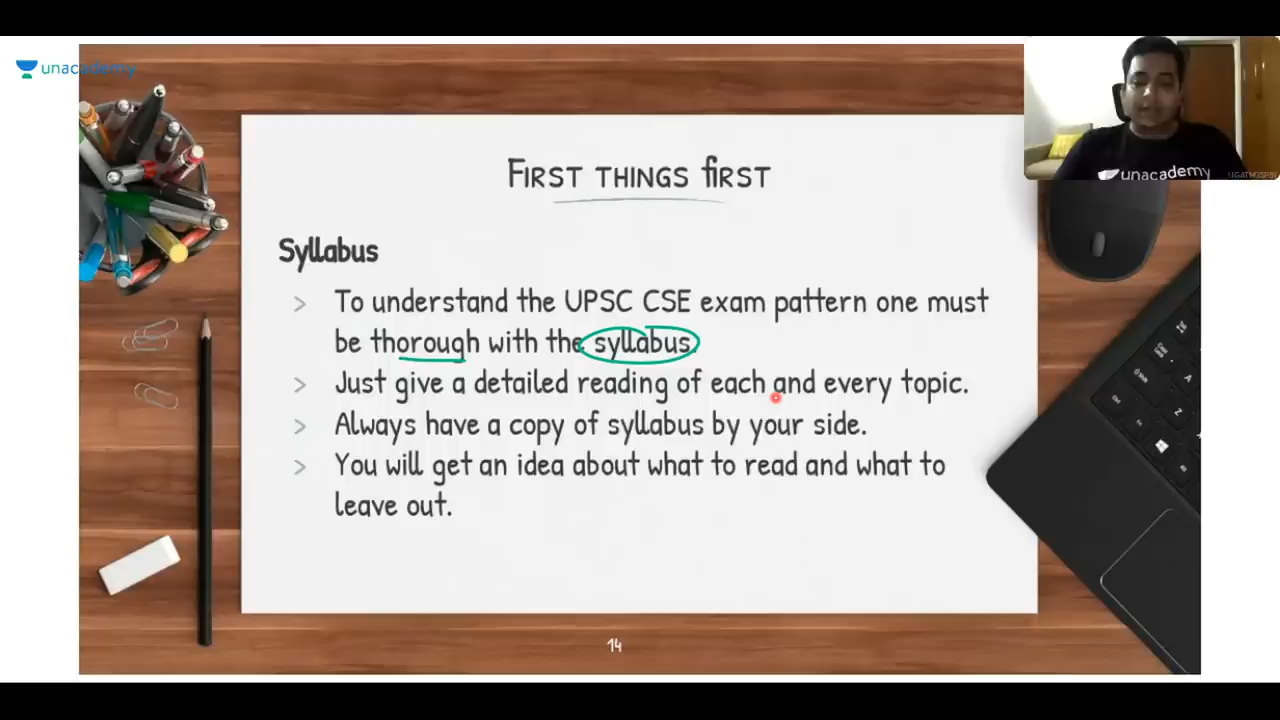 unacademy
unacademy
UGATM3SP8I
First things first
Syllabus
> To understand the UPSC CSE exam pattern one must
be thorough with the syllabus.
> Just give a detailed reading of each and every topic.
> Always have a copy of syllabus by your side.
> You will get an idea about what to read and what to
leave out.
14